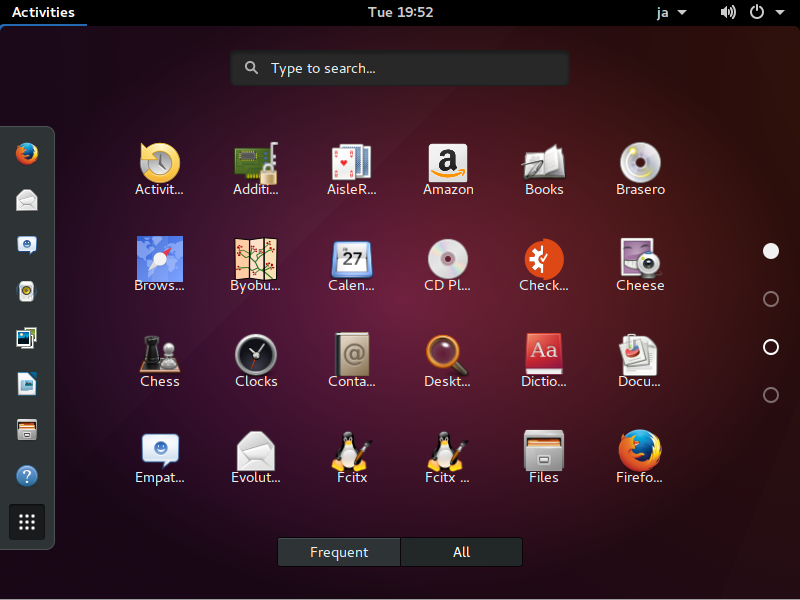 Activities
Tue 19:52
ja
Type to search...
Activit...
Additi...
AisleR...
Amazon
Books
Brasero
Brows...
Byobu...
27
Calen...
CD Pl...
Check...
Cheese
Chess
Clocks
@
Conta...
Deskt...
Aa
Dictio...
Docu...
Empat...
Evolut...
Fcitx
Fcitx ...
Files
Firefo...
?
Frequent
All